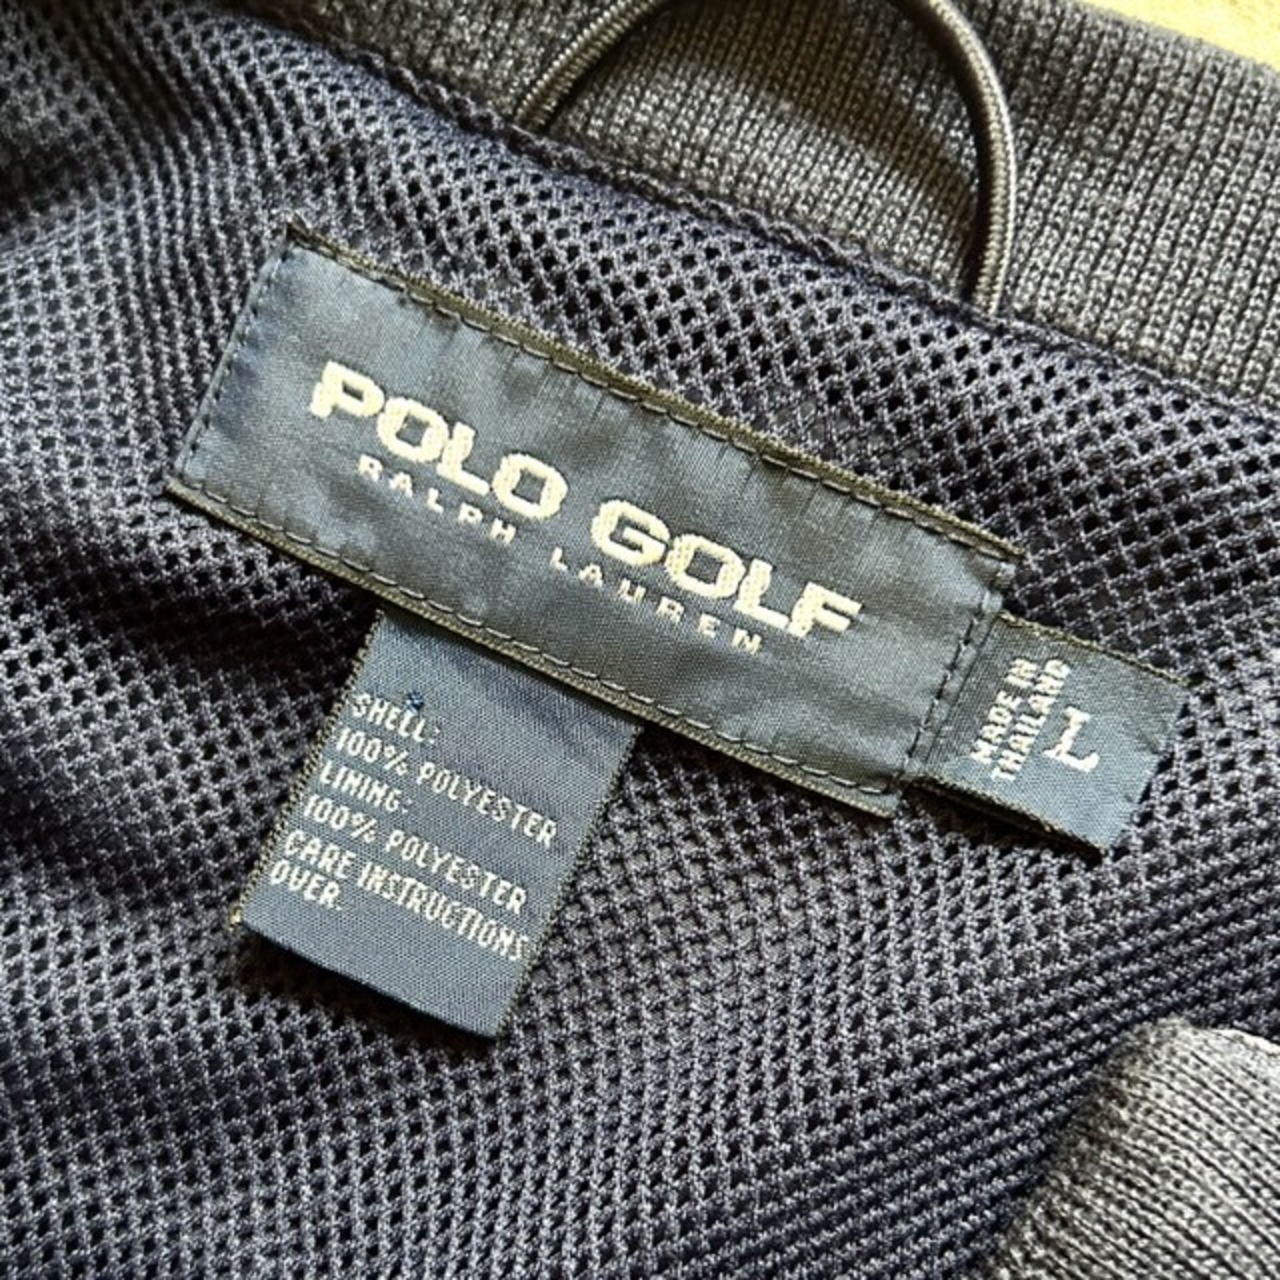 POLO GOLF
RALPH LAUREN
MADE IN
THAILAND
L
SHELL:
100% POLYESTER
LINING:
100% POLYESTER
CARE INSTRUCTIONS
OVER.